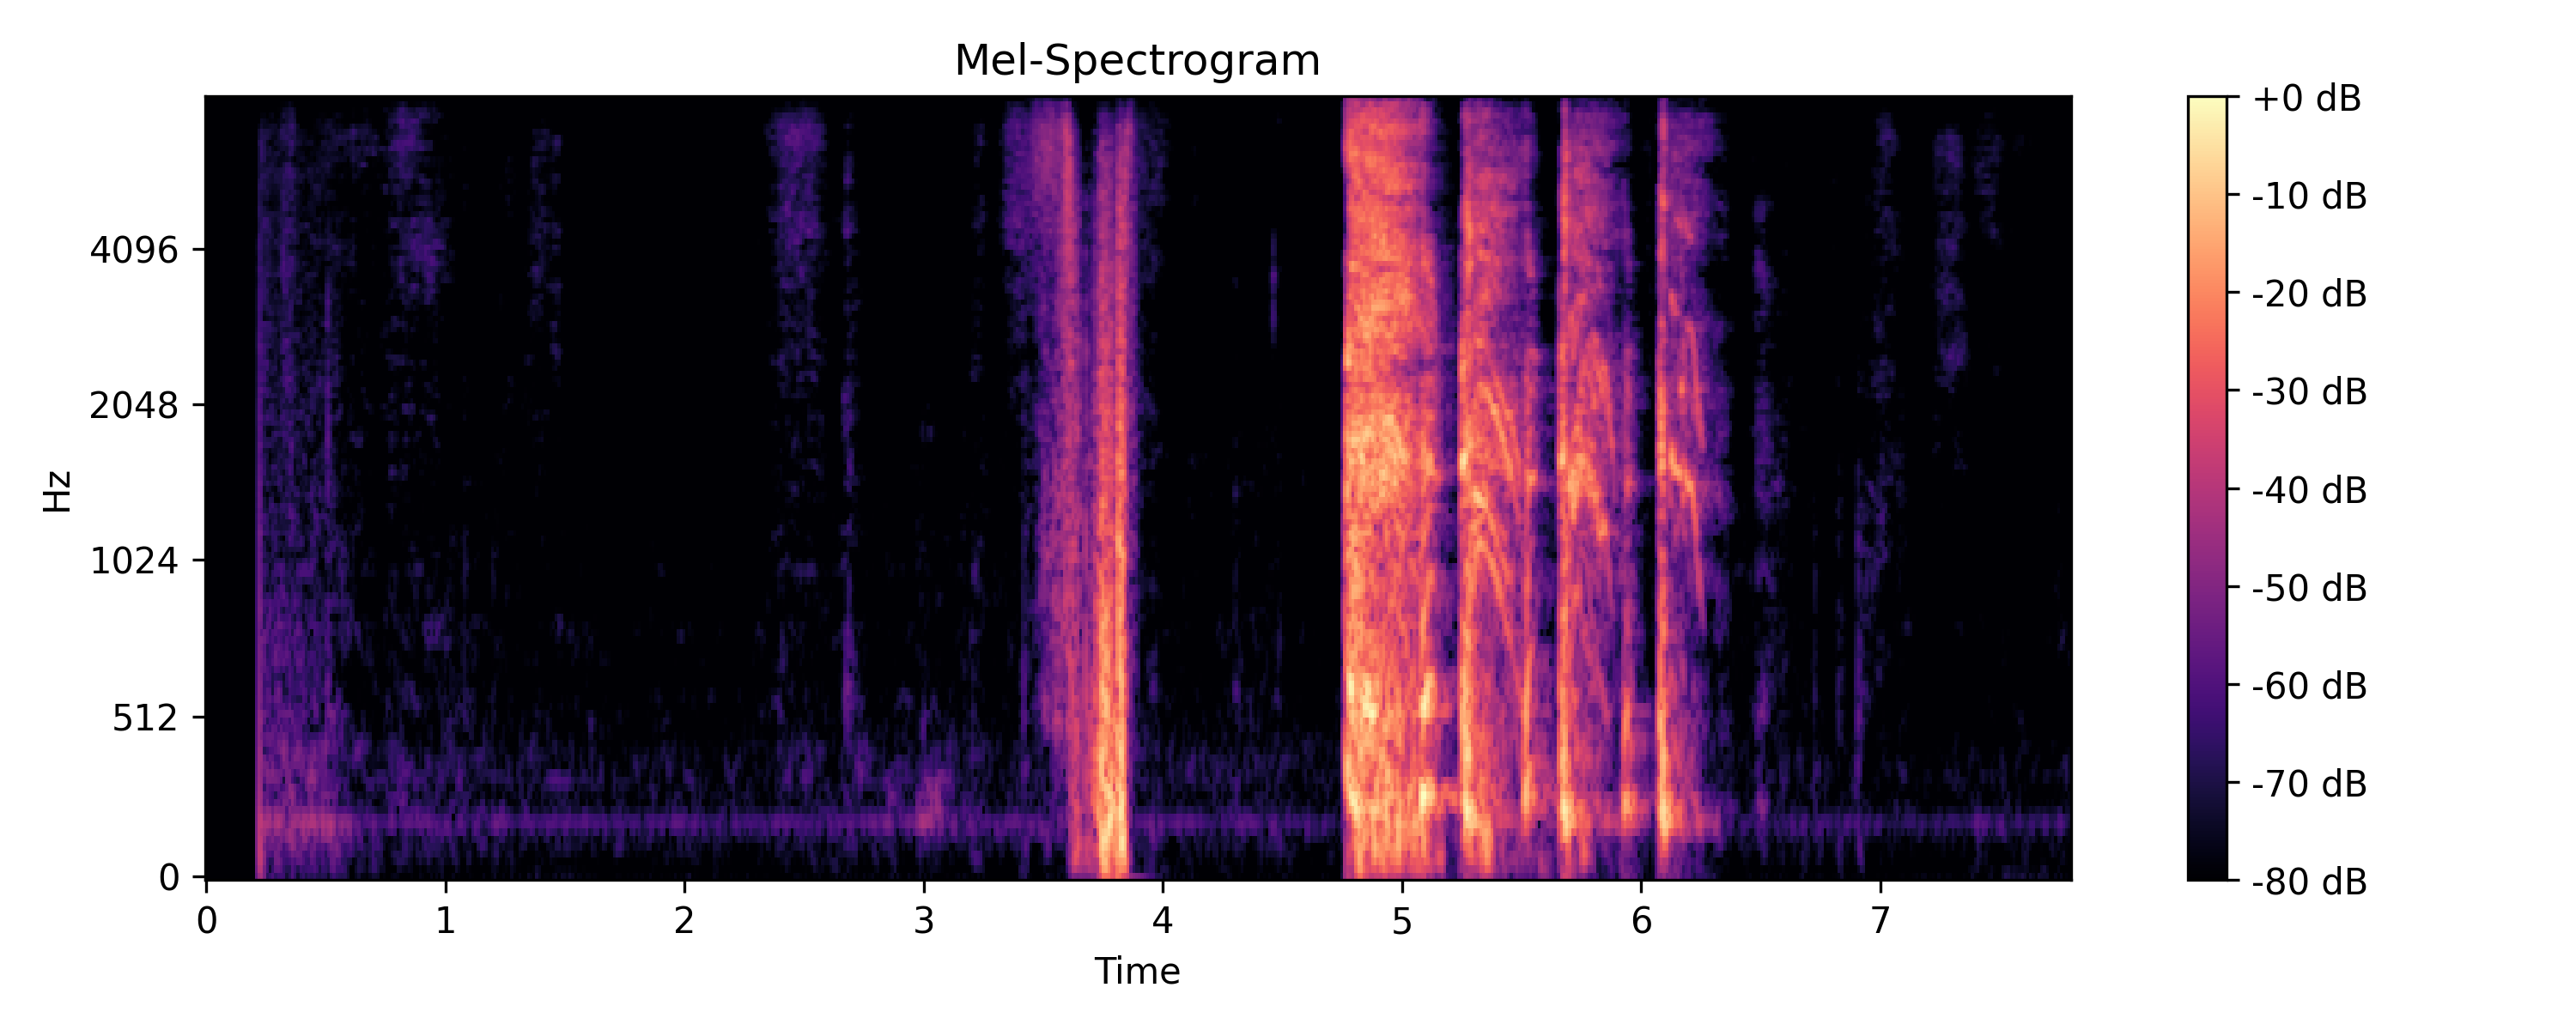 Mel-Spectrogram
+0 dB
-10 dB
-20 dB
-30 dB
-40 dB
-50 dB
-60 dB
-70 dB
-80 dB
4096
2048
1024
512
0
Hz
0 1 2 3 4 5 6 7
Time